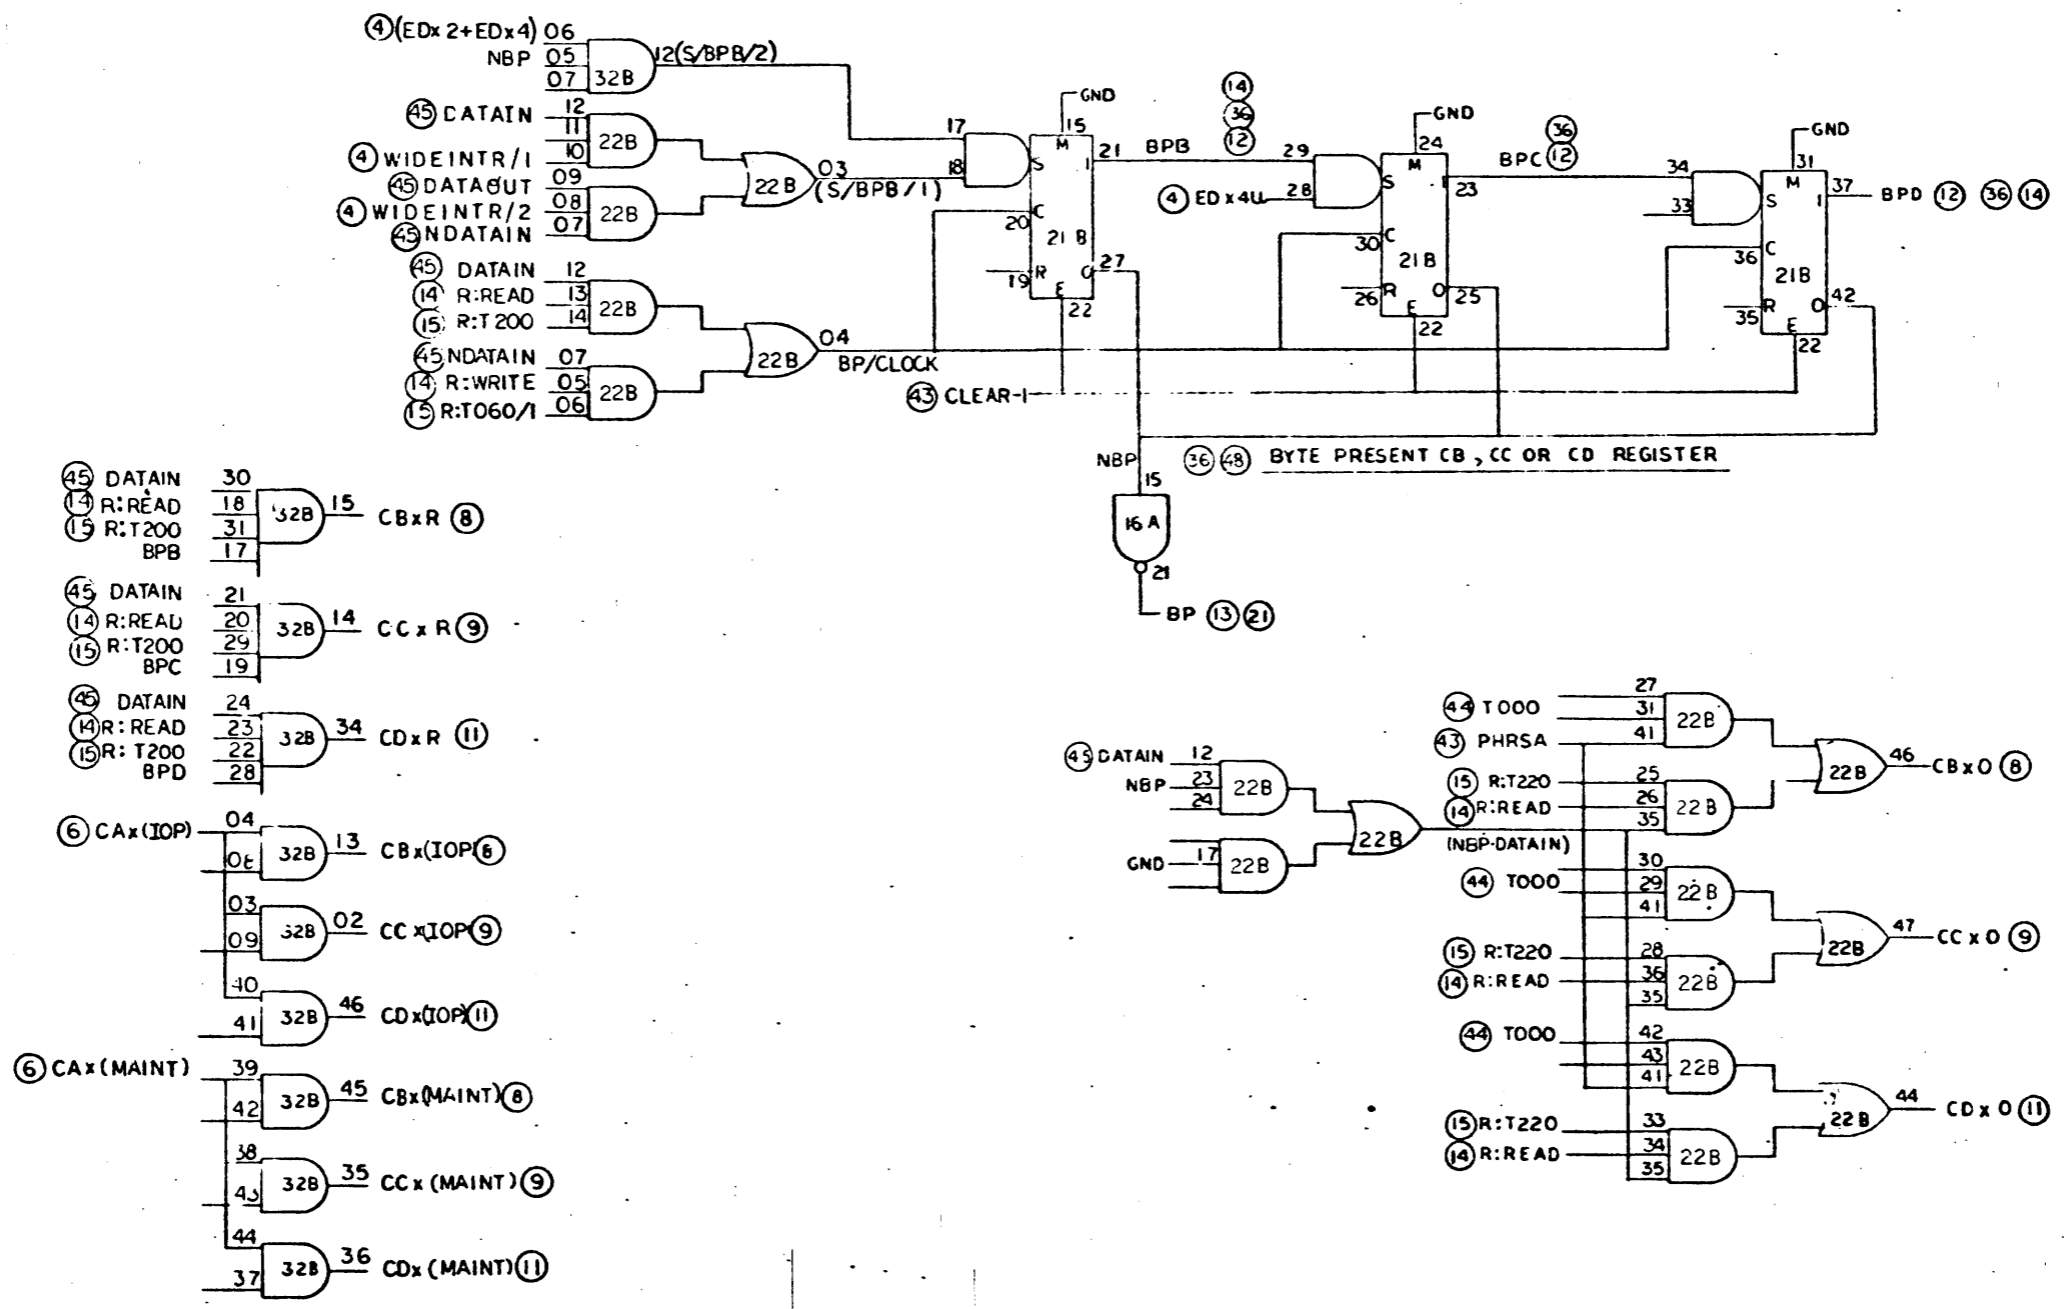 4 (EDx2+EDx4) 06
NBP 05
07
32B
12 (S/BPB/2)
45 DATAIN 12
11
4 WIDEINTR/1 10
22B
45 DATAOUT 09
4 WIDEINTR/2 08
45 NDATAIN 07
22B
22B
03
(S/BPB/1)
45 DATAIN 12
14 R:READ 13
15 R:T200 14
22B
45 NDATAIN 07
14 R:WRITE 05
15 R:T060/1 06
22B
22B
04
BP/CLOCK
43 CLEAR-1
17
18
GND
15
M
S
1
21
C
20
21B
R
19
0
27
E
22
BPB
14
36
12
29
4 ED x4U 28
GND
24
M
S
23
C
30
21B
R
26
0
25
E
22
BPC
36
12
34
33
GND
31
M
S
1
37
BPD 12 36 14
C
36
21B
R
35
0
42
E
22
NBP
36 48 BYTE PRESENT CB, CC OR CD REGISTER
15
16A
21
BP 13 21
45 DATAIN 30
14 R:READ 18
15 R:T200 31
BPB 17
32B
15
CBxR 8
45 DATAIN 21
14 R:READ 20
15 R:T200 29
BPC 19
32B
14
CCxR 9
45 DATAIN 24
14 R:READ 23
15 R:T200 22
BPD 28
32B
34
CDxR 11
6 CAx(IOP) 04
32B
13
CBx(IOP)
03
09
32B
02
CCx(IOP) 9
40
41
32B
46
CDx(IOP) 11
6 CAx(MAINT) 39
42
32B
45
CBx(MAINT) 8
38
32B
35
CCx(MAINT) 9
44
37
32B
36
CDx(MAINT) 11
45 DATAIN 12
NBP 23
24
22B
GND 17
22B
22B
(NBP·DATAIN)
27
44 T000 31
43 PHRSA 41
22B
15 R:T220 25
14 R:READ 26
35
22B
22B
46
CBx0 8
30
44 T000 29
41
22B
15 R:T220 28
14 R:READ 36
35
22B
22B
47
CCx0 9
44 T000 42
43
41
22B
15 R:T220 33
14 R:READ 34
35
22B
22B
44
CDx0 11